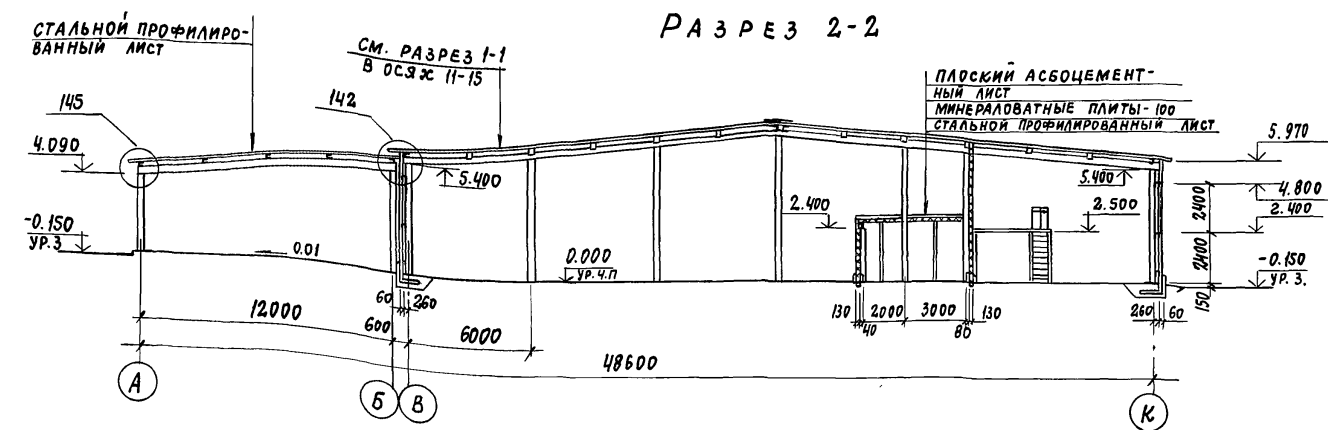 РАЗРЕЗ 2-2
СТАЛЬНОЙ ПРОФИЛИРО-
ВАННЫЙ ЛИСТ
СМ. РАЗРЕЗ 1-1
В ОСЯХ 11-15
ПЛОСКИЙ АСБОЦЕМЕНТ-
НЫЙ ЛИСТ
МИНЕРАЛОВАТНЫЕ ПЛИТЫ-100
СТАЛЬНОЙ ПРОФИЛИРОВАННЫЙ ЛИСТ
145
142
4.090
5.400
5.400
5.970
4.800
2.400
2.400
2.500
2400
2400
150
-0.150
УР.З
0.01
0.000
УР.Ч.П
-0.150
УР.З.
60
260
130
40
2000
3000
80
130
260
60
12000
600
6000
48600
А
Б
В
К